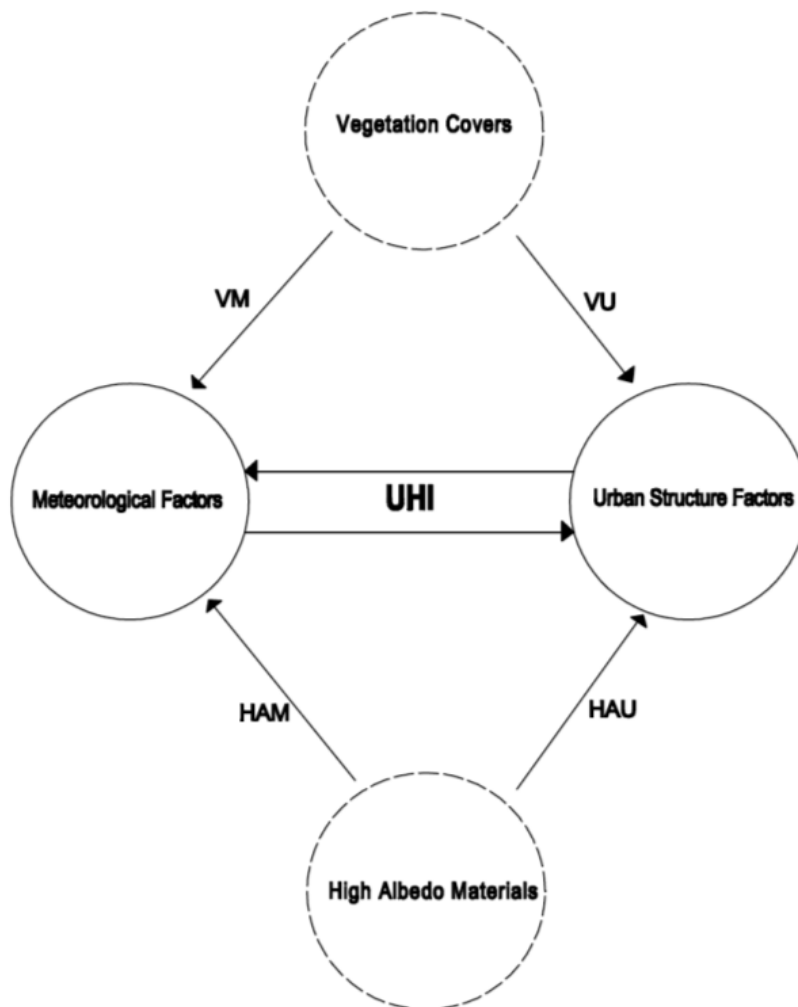 Vegetation Covers
VM
VU
Meteorological Factors
UHI
Urban Structure Factors
HAM
HAU
High Albedo Materials